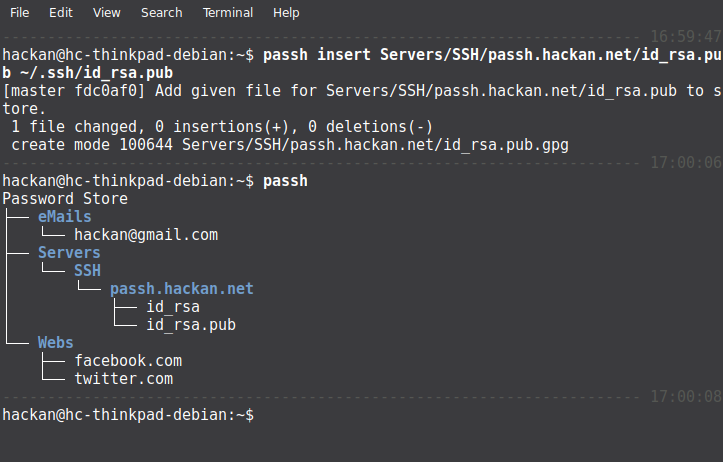 File Edit View Search Terminal Help
------------------------------------------------------------------------ 16:59:47
hackan@hc-thinkpad-debian:~$ passh insert Servers/SSH/passh.hackan.net/id_rsa.pu
b ~/.ssh/id_rsa.pub
[master fdc0af0] Add given file for Servers/SSH/passh.hackan.net/id_rsa.pub to s
tore.
 1 file changed, 0 insertions(+), 0 deletions(-)
 create mode 100644 Servers/SSH/passh.hackan.net/id_rsa.pub.gpg
------------------------------------------------------------------------ 17:00:06
hackan@hc-thinkpad-debian:~$ passh
Password Store
├── eMails
│   └── hackan@gmail.com
├── Servers
│   └── SSH
│       └── passh.hackan.net
│           ├── id_rsa
│           └── id_rsa.pub
└── Webs
    ├── facebook.com
    └── twitter.com
------------------------------------------------------------------------ 17:00:08
hackan@hc-thinkpad-debian:~$